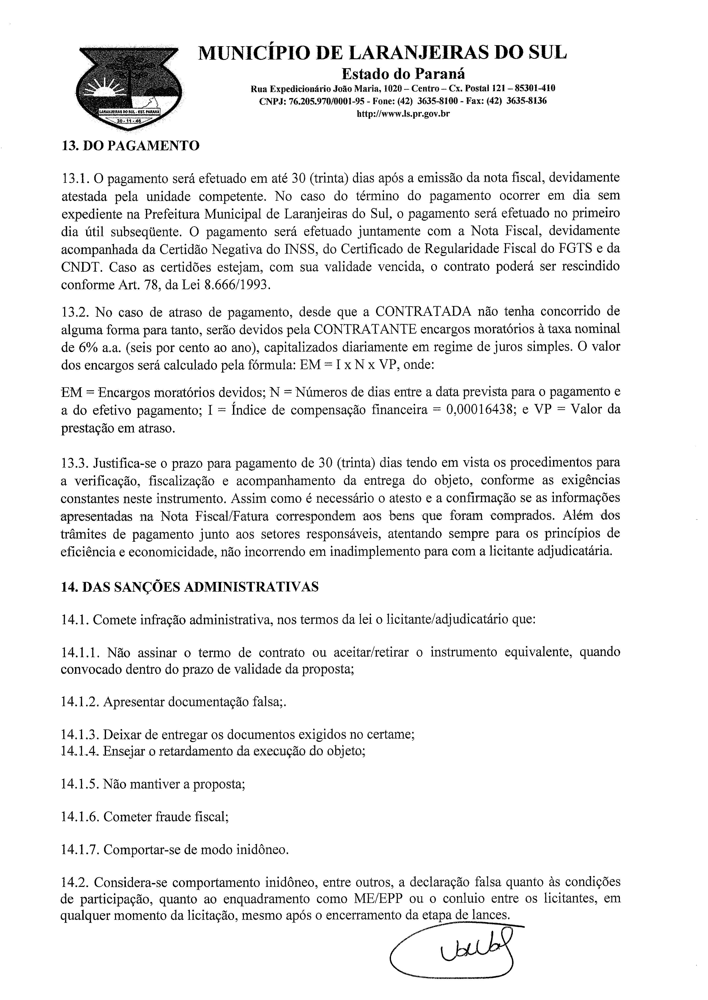 MUNICÍPIO DE LARANJEIRAS DO SUL
Estado do Paraná
Rua Expedicionário João Maria, 1020 – Centro – Cx. Postal 121 – 85301-410
CNPJ: 76.205.970/0001-95 - Fone: (42) 3635-8100 - Fax: (42) 3635-8136
http://www.ls.pr.gov.br
LARANJEIRAS DO SUL - EST. PARANÁ
30 - 11 - 46
13. DO PAGAMENTO
13.1. O pagamento será efetuado em até 30 (trinta) dias após a emissão da nota fiscal, devidamente
atestada pela unidade competente. No caso do término do pagamento ocorrer em dia sem
expediente na Prefeitura Municipal de Laranjeiras do Sul, o pagamento será efetuado no primeiro
dia útil subseqüente. O pagamento será efetuado juntamente com a Nota Fiscal, devidamente
acompanhada da Certidão Negativa do INSS, do Certificado de Regularidade Fiscal do FGTS e da
CNDT. Caso as certidões estejam, com sua validade vencida, o contrato poderá ser rescindido
conforme Art. 78, da Lei 8.666/1993.
13.2. No caso de atraso de pagamento, desde que a CONTRATADA não tenha concorrido de
alguma forma para tanto, serão devidos pela CONTRATANTE encargos moratórios à taxa nominal
de 6% a.a. (seis por cento ao ano), capitalizados diariamente em regime de juros simples. O valor
dos encargos será calculado pela fórmula: EM = I x N x VP, onde:
EM = Encargos moratórios devidos; N = Números de dias entre a data prevista para o pagamento e
a do efetivo pagamento; I = Índice de compensação financeira = 0,00016438; e VP = Valor da
prestação em atraso.
13.3. Justifica-se o prazo para pagamento de 30 (trinta) dias tendo em vista os procedimentos para
a verificação, fiscalização e acompanhamento da entrega do objeto, conforme as exigências
constantes neste instrumento. Assim como é necessário o atesto e a confirmação se as informações
apresentadas na Nota Fiscal/Fatura correspondem aos bens que foram comprados. Além dos
trâmites de pagamento junto aos setores responsáveis, atentando sempre para os princípios de
eficiência e economicidade, não incorrendo em inadimplemento para com a licitante adjudicatária.
14. DAS SANÇÕES ADMINISTRATIVAS
14.1. Comete infração administrativa, nos termos da lei o licitante/adjudicatário que:
14.1.1. Não assinar o termo de contrato ou aceitar/retirar o instrumento equivalente, quando
convocado dentro do prazo de validade da proposta;
14.1.2. Apresentar documentação falsa;.
14.1.3. Deixar de entregar os documentos exigidos no certame;
14.1.4. Ensejar o retardamento da execução do objeto;
14.1.5. Não mantiver a proposta;
14.1.6. Cometer fraude fiscal;
14.1.7. Comportar-se de modo inidôneo.
14.2. Considera-se comportamento inidôneo, entre outros, a declaração falsa quanto às condições
de participação, quanto ao enquadramento como ME/EPP ou o conluio entre os licitantes, em
qualquer momento da licitação, mesmo após o encerramento da etapa de lances.